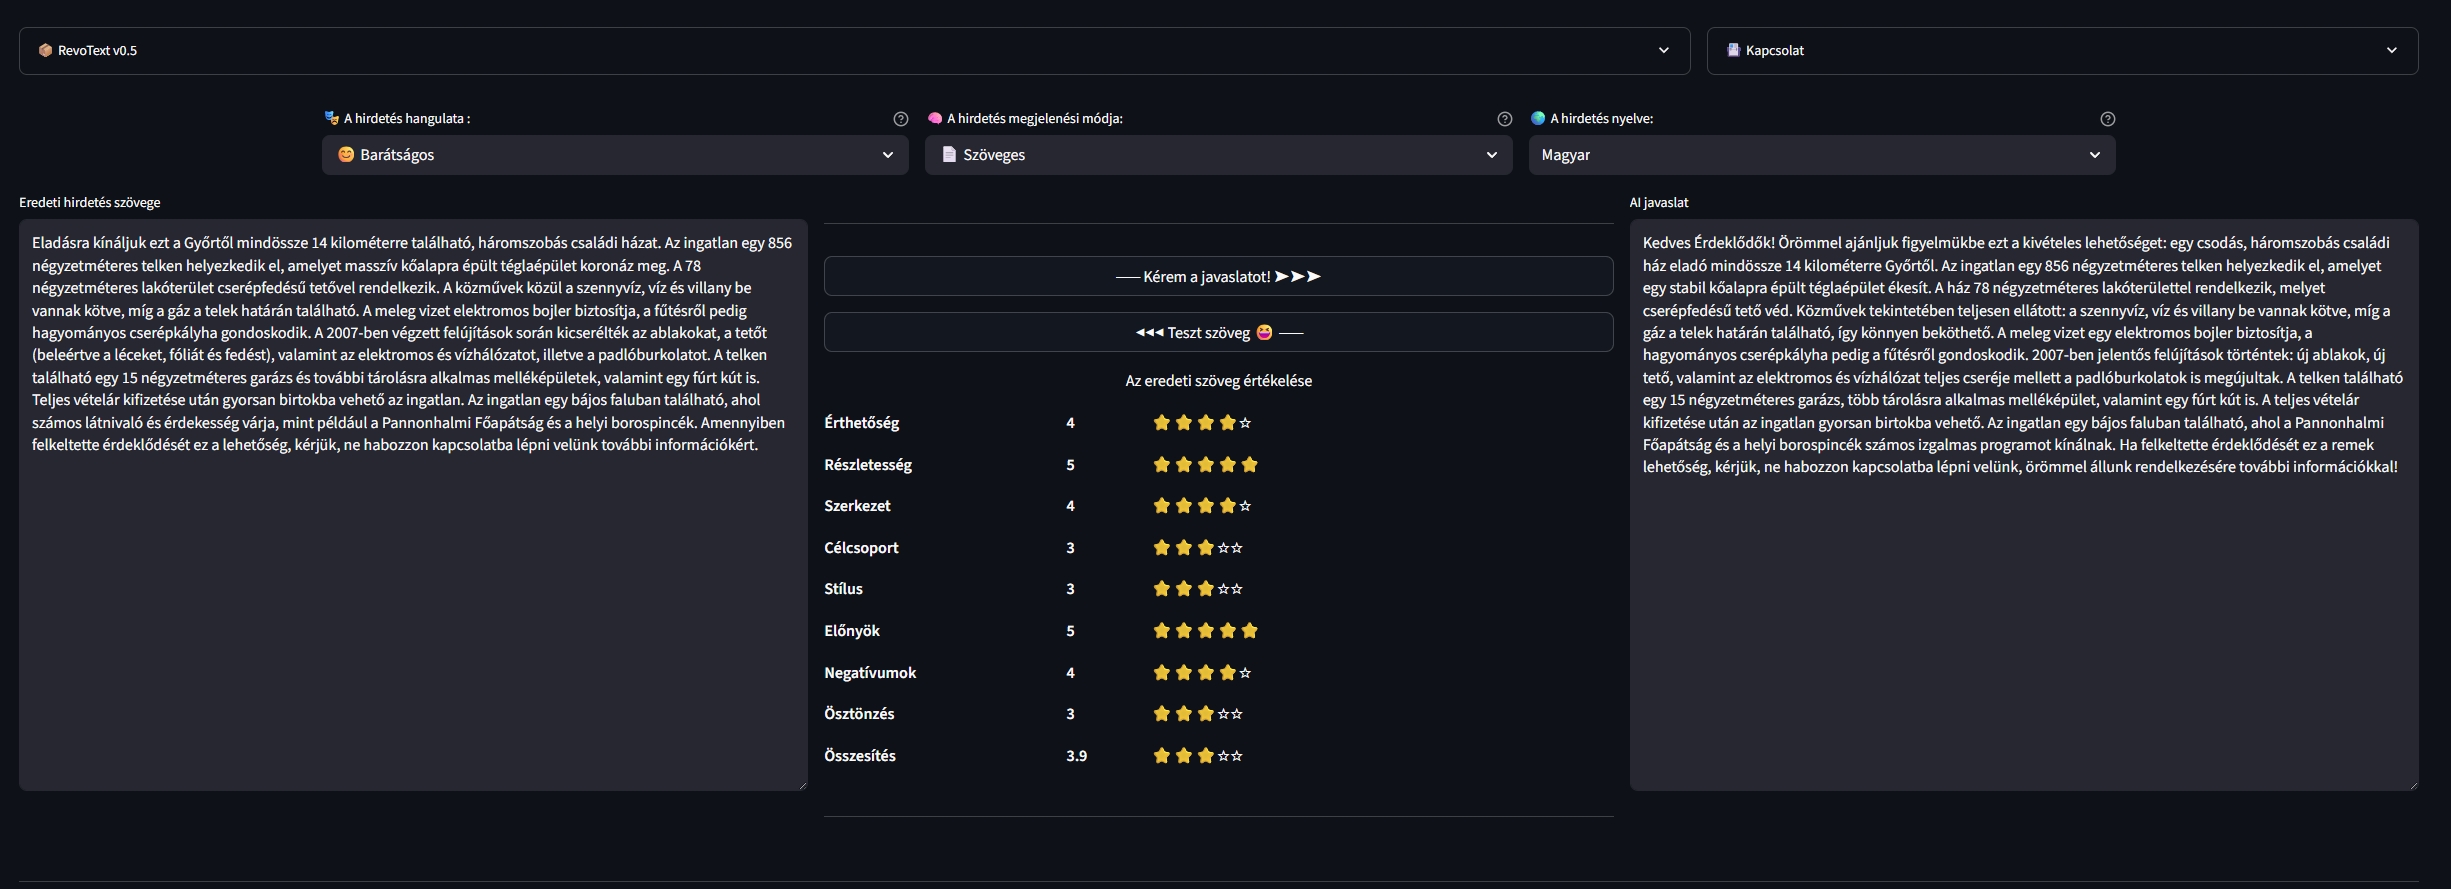 📦 RevoText v0.5
Kapcsolat
🎭 A hirdetés hangulata :
😊 Barátságos
🧠 A hirdetés megjelenési módja:
📄 Szöveges
🌍 A hirdetés nyelve:
Magyar
Eredeti hirdetés szövege
Eladásra kínáljuk ezt a Győrtől mindössze 14 kilométerre található, háromszobás családi házat. Az ingatlan egy 856
négyzetméteres telken helyezkedik el, amelyet masszív kőalapra épült téglaépület koronáz meg. A 78
négyzetméteres lakóterület cserépfedésű tetővel rendelkezik. A közművek közül a szennyvíz, víz és villany be
vannak kötve, míg a gáz a telek határán található. A meleg vizet elektromos bojler biztosítja, a fűtésről pedig
hagyományos cserépkályha gondoskodik. A 2007-ben végzett felújítások során kicserélték az ablakokat, a tetőt
(beleértve a léceket, fóliát és fedést), valamint az elektromos és vízhálózatot, illetve a padlóburkolatot. A telken
található egy 15 négyzetméteres garázs és további tárolásra alkalmas melléképületek, valamint egy fúrt kút is.
Teljes vételár kifizetése után gyorsan birtokba vehető az ingatlan. Az ingatlan egy bájos faluban található, ahol
számos látnivaló és érdekesség várja, mint például a Pannonhalmi Főapátság és a helyi borospincék. Amennyiben
felkeltette érdeklődését ez a lehetőség, kérjük, ne habozzon kapcsolatba lépni velünk további információkért.
─── Kérem a javaslatot! ➤➤➤
◄◄◄ Teszt szöveg 😝 ───
Az eredeti szöveg értékelése
Érthetőség 4 ⭐⭐⭐⭐☆
Részletesség 5 ⭐⭐⭐⭐⭐
Szerkezet 4 ⭐⭐⭐⭐☆
Célcsoport 3 ⭐⭐⭐☆☆
Stílus 3 ⭐⭐⭐☆☆
Előnyök 5 ⭐⭐⭐⭐⭐
Negatívumok 4 ⭐⭐⭐⭐☆
Ösztönzés 3 ⭐⭐⭐☆☆
Összesítés 3.9 ⭐⭐⭐☆☆
AI javaslat
Kedves Érdeklődők! Örömmel ajánljuk figyelmükbe ezt a kivételes lehetőséget: egy csodás, háromszobás családi
ház eladó mindössze 14 kilométerre Győrtől. Az ingatlan egy 856 négyzetméteres telken helyezkedik el, amelyet
egy stabil kőalapra épült téglaépület ékesít. A ház 78 négyzetméteres lakóterülettel rendelkezik, melyet
cserépfedésű tető véd. Közművek tekintetében teljesen ellátott: a szennyvíz, víz és villany be vannak kötve, míg a
gáz a telek határán található, így könnyen beköthető. A meleg vizet egy elektromos bojler biztosítja, a
hagyományos cserépkályha pedig a fűtésről gondoskodik. 2007-ben jelentős felújítások történtek: új ablakok, új
tető, valamint az elektromos és vízhálózat teljes cseréje mellett a padlóburkolatok is megújultak. A telken található
egy 15 négyzetméteres garázs, több tárolásra alkalmas melléképület, valamint egy fúrt kút is. A teljes vételár
kifizetése után az ingatlan gyorsan birtokba vehető. Az ingatlan egy bájos faluban található, ahol a Pannonhalmi
Főapátság és a helyi borospincék számos izgalmas programot kínálnak. Ha felkeltette érdeklődését ez a remek
lehetőség, kérjük, ne habozzon kapcsolatba lépni velünk, örömmel állunk rendelkezésére további információkkal!